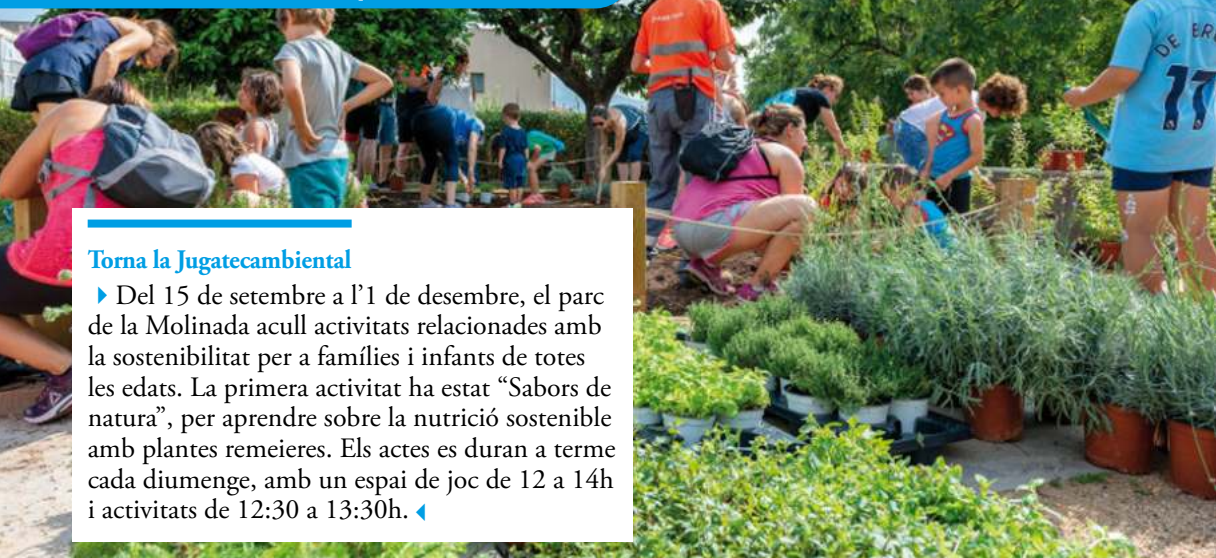 Torna la Jugatecambiental
Del 15 de setembre a l’1 de desembre, el parc
de la Molinada acull activitats relacionades amb
la sostenibilitat per a famílies i infants de totes
les edats. La primera activitat ha estat “Sabors de
natura”, per aprendre sobre la nutrició sostenible
amb plantes remeieres. Els actes es duran a terme
cada diumenge, amb un espai de joc de 12 a 14h
i activitats de 12:30 a 13:30h.
DE BRU
17